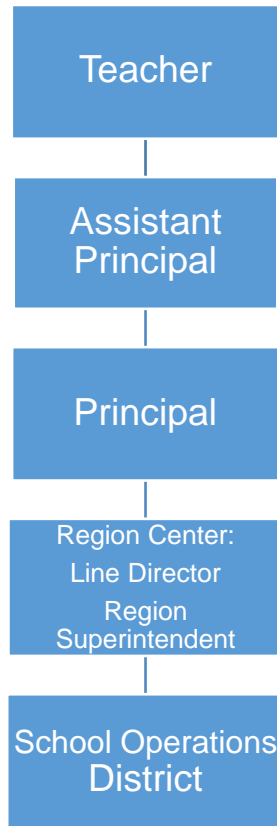 Teacher
Assistant
Principal
Principal
Region Center:
Line Director
Region
Superintendent
School Operations
District